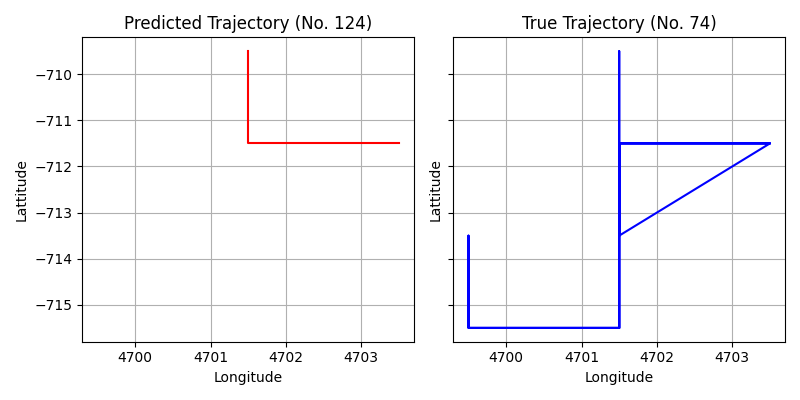 Predicted Trajectory (No. 124)
True Trajectory (No. 74)
−710
−711
−712
−713
−714
−715
Lattitude
Lattitude
4700 4701 4702 4703
4700 4701 4702 4703
Longitude
Longitude